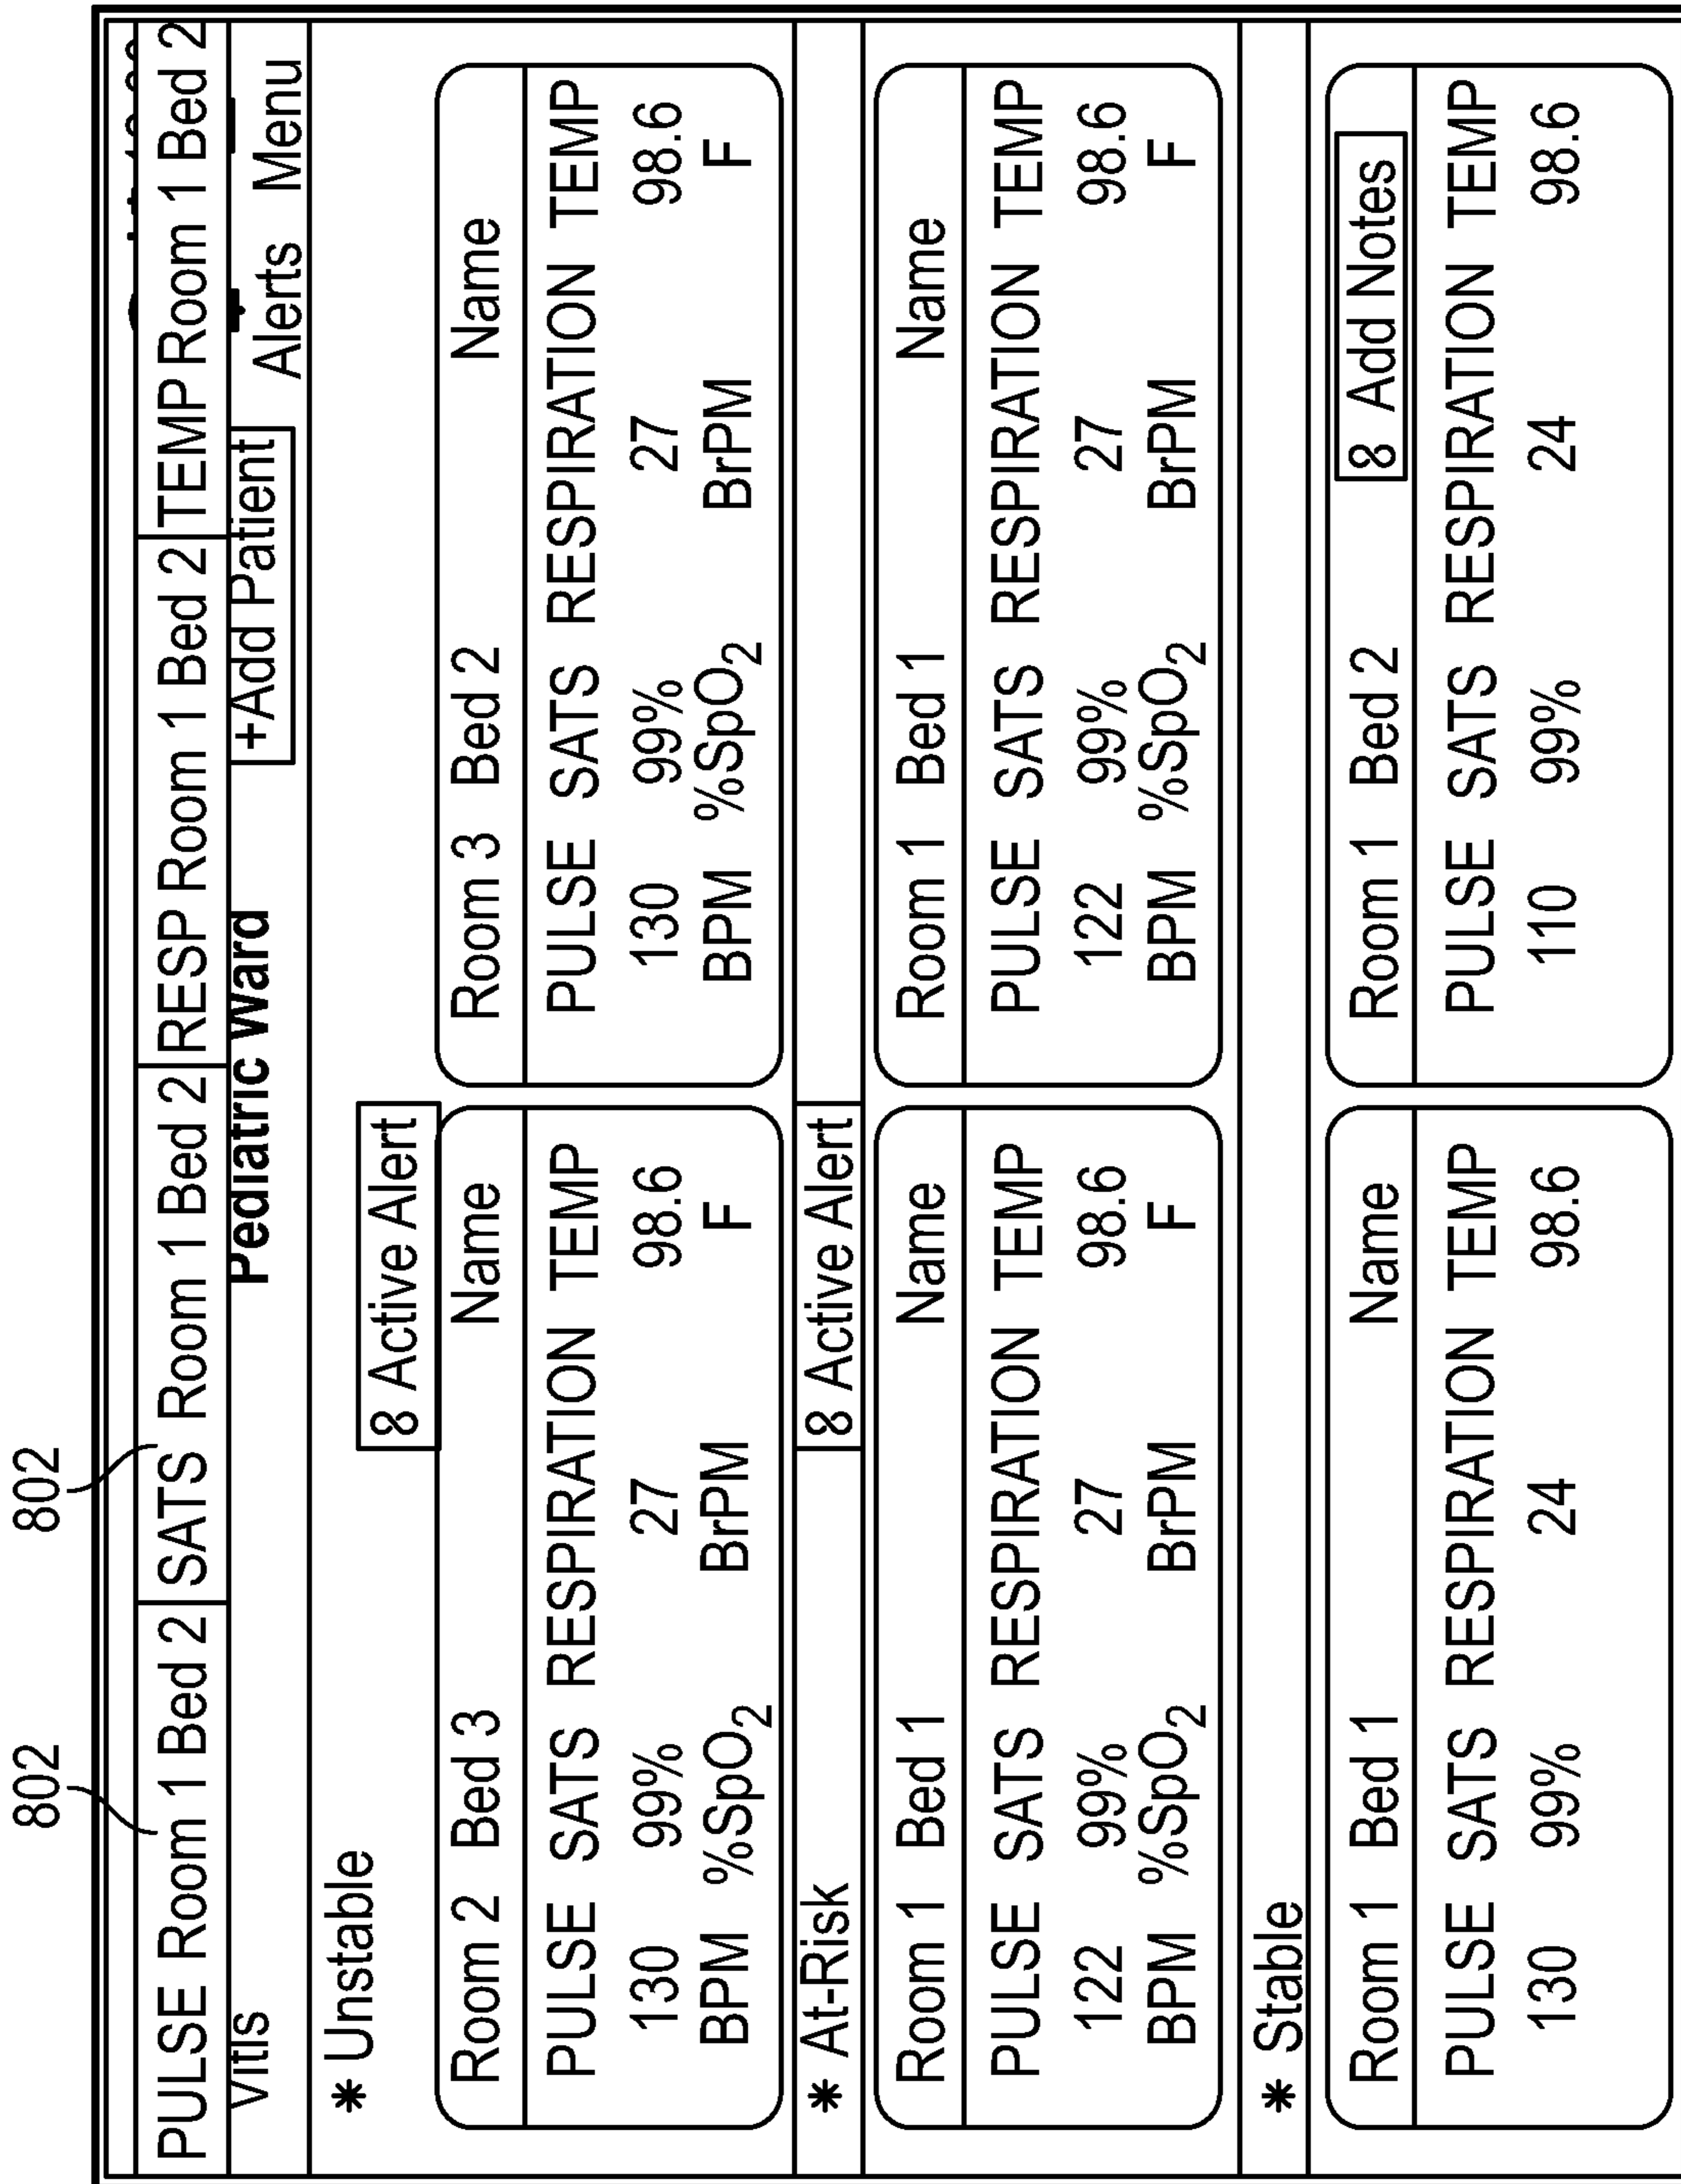 802 802
PULSE Room 1 Bed 2 SATS Room 1 Bed 2 RESP Room 1 Bed 2 TEMP Room 1 Bed 2
Vitis Pediatric Ward +Add Patient Alerts Menu
* Unstable
8 Active Alert
Room 2 Bed 3 Name Room 3 Bed 2 Name
PULSE SATS RESPIRATION TEMP PULSE SATS RESPIRATION TEMP
130 99% 27 98.6 130 99% 27 98.6
BPM %SpO₂ BrPM F BPM %SpO₂ BrPM F
* At-Risk 8 Active Alert
Room 1 Bed 1 Name Room 1 Bed 1 Name
PULSE SATS RESPIRATION TEMP PULSE SATS RESPIRATION TEMP
122 99% 27 98.6 122 99% 27 98.6
BPM %SpO₂ BrPM F BPM %SpO₂ BrPM F
* Stable
Room 1 Bed 1 Name Room 1 Bed 2 8 Add Notes
PULSE SATS RESPIRATION TEMP PULSE SATS RESPIRATION TEMP
130 99% 24 98.6 110 99% 24 98.6